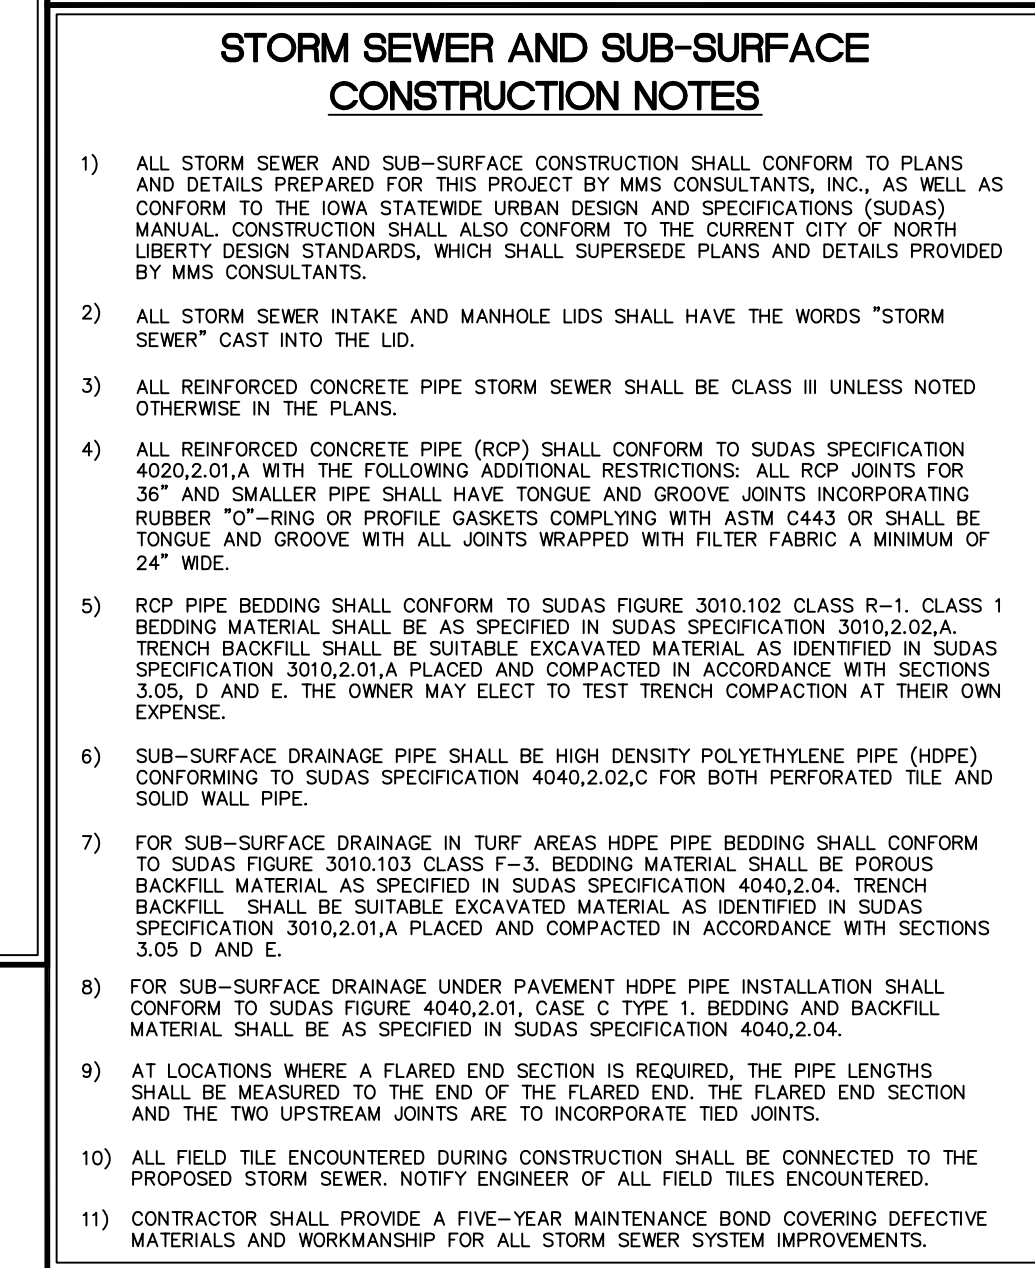 STORM SEWER AND SUB-SURFACE
CONSTRUCTION NOTES
1) ALL STORM SEWER AND SUB-SURFACE CONSTRUCTION SHALL CONFORM TO PLANS
AND DETAILS PREPARED FOR THIS PROJECT BY MMS CONSULTANTS, INC., AS WELL AS
CONFORM TO THE IOWA STATEWIDE URBAN DESIGN AND SPECIFICATIONS (SUDAS)
MANUAL. CONSTRUCTION SHALL ALSO CONFORM TO THE CURRENT CITY OF NORTH
LIBERTY DESIGN STANDARDS, WHICH SHALL SUPERSEDE PLANS AND DETAILS PROVIDED
BY MMS CONSULTANTS.
2) ALL STORM SEWER INTAKE AND MANHOLE LIDS SHALL HAVE THE WORDS "STORM
SEWER" CAST INTO THE LID.
3) ALL REINFORCED CONCRETE PIPE STORM SEWER SHALL BE CLASS III UNLESS NOTED
OTHERWISE IN THE PLANS.
4) ALL REINFORCED CONCRETE PIPE (RCP) SHALL CONFORM TO SUDAS SPECIFICATION
4020,2.01,A WITH THE FOLLOWING ADDITIONAL RESTRICTIONS: ALL RCP JOINTS FOR
36" AND SMALLER PIPE SHALL HAVE TONGUE AND GROOVE JOINTS INCORPORATING
RUBBER "O"-RING OR PROFILE GASKETS COMPLYING WITH ASTM C443 OR SHALL BE
TONGUE AND GROOVE WITH ALL JOINTS WRAPPED WITH FILTER FABRIC A MINIMUM OF
24" WIDE.
5) RCP PIPE BEDDING SHALL CONFORM TO SUDAS FIGURE 3010.102 CLASS R-1. CLASS 1
BEDDING MATERIAL SHALL BE AS SPECIFIED IN SUDAS SPECIFICATION 3010,2.02,A.
TRENCH BACKFILL SHALL BE SUITABLE EXCAVATED MATERIAL AS IDENTIFIED IN SUDAS
SPECIFICATION 3010,2.01,A PLACED AND COMPACTED IN ACCORDANCE WITH SECTIONS
3.05, D AND E. THE OWNER MAY ELECT TO TEST TRENCH COMPACTION AT THEIR OWN
EXPENSE.
6) SUB-SURFACE DRAINAGE PIPE SHALL BE HIGH DENSITY POLYETHYLENE PIPE (HDPE)
CONFORMING TO SUDAS SPECIFICATION 4040,2.02,C FOR BOTH PERFORATED TILE AND
SOLID WALL PIPE.
7) FOR SUB-SURFACE DRAINAGE IN TURF AREAS HDPE PIPE BEDDING SHALL CONFORM
TO SUDAS FIGURE 3010.103 CLASS F-3. BEDDING MATERIAL SHALL BE POROUS
BACKFILL MATERIAL AS SPECIFIED IN SUDAS SPECIFICATION 4040,2.04. TRENCH
BACKFILL SHALL BE SUITABLE EXCAVATED MATERIAL AS IDENTIFIED IN SUDAS
SPECIFICATION 3010,2.01,A PLACED AND COMPACTED IN ACCORDANCE WITH SECTIONS
3.05 D AND E.
8) FOR SUB-SURFACE DRAINAGE UNDER PAVEMENT HDPE PIPE INSTALLATION SHALL
CONFORM TO SUDAS FIGURE 4040,2.01, CASE C TYPE 1. BEDDING AND BACKFILL
MATERIAL SHALL BE AS SPECIFIED IN SUDAS SPECIFICATION 4040,2.04.
9) AT LOCATIONS WHERE A FLARED END SECTION IS REQUIRED, THE PIPE LENGTHS
SHALL BE MEASURED TO THE END OF THE FLARED END. THE FLARED END SECTION
AND THE TWO UPSTREAM JOINTS ARE TO INCORPORATE TIED JOINTS.
10) ALL FIELD TILE ENCOUNTERED DURING CONSTRUCTION SHALL BE CONNECTED TO THE
PROPOSED STORM SEWER. NOTIFY ENGINEER OF ALL FIELD TILES ENCOUNTERED.
11) CONTRACTOR SHALL PROVIDE A FIVE-YEAR MAINTENANCE BOND COVERING DEFECTIVE
MATERIALS AND WORKMANSHIP FOR ALL STORM SEWER SYSTEM IMPROVEMENTS.